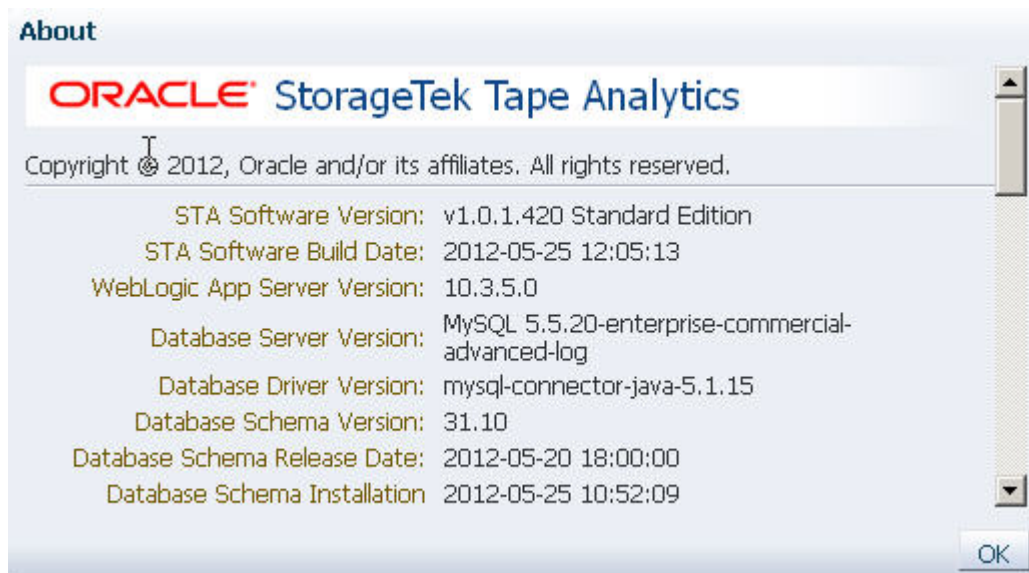 About
ORACLE® StorageTek Tape Analytics
Copyright © 2012, Oracle and/or its affiliates. All rights reserved.
STA Software Version: v1.0.1.420 Standard Edition
STA Software Build Date: 2012-05-25 12:05:13
WebLogic App Server Version: 10.3.5.0
Database Server Version: MySQL 5.5.20-enterprise-commercial-
advanced-log
Database Driver Version: mysql-connector-java-5.1.15
Database Schema Version: 31.10
Database Schema Release Date: 2012-05-20 18:00:00
Database Schema Installation 2012-05-25 10:52:09
OK